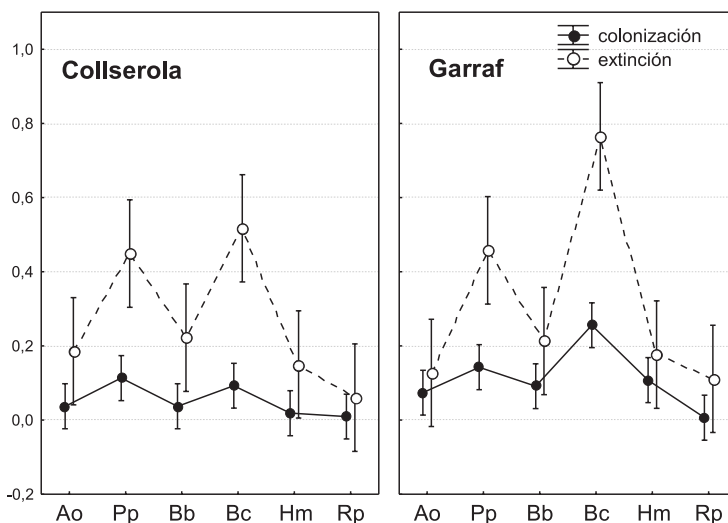 Collserola
Garraf
colonización
extinción
1,0
0,8
0,6
0,4
0,2
0,0
-0,2
Ao Pp Bb Bc Hm Rp
Ao Pp Bb Bc Hm Rp